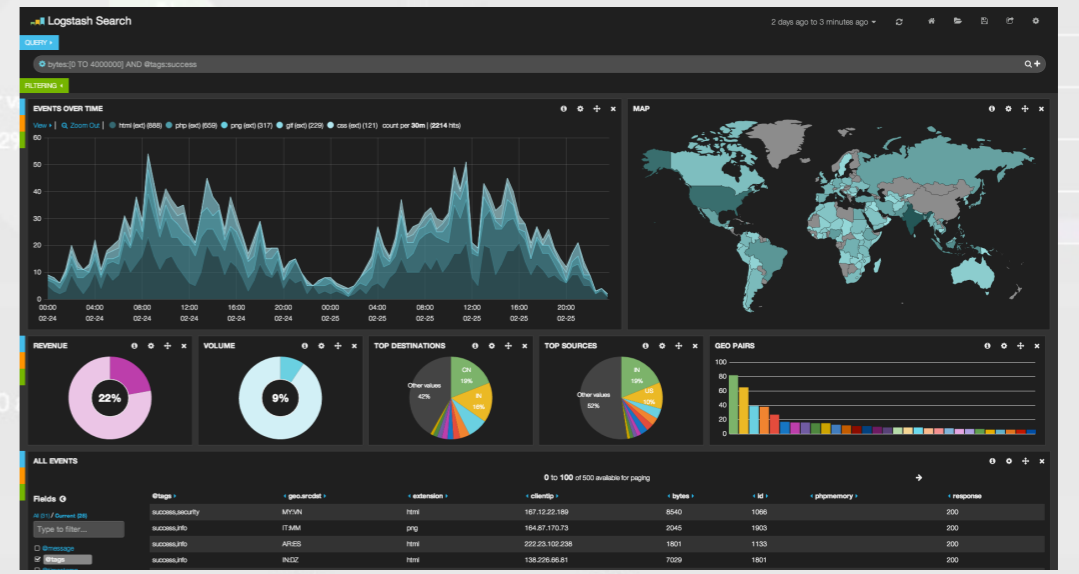 Logstash Search
2 days ago to 3 minutes ago
QUERY
bytes:[0 TO 4000000] AND @tags:success
FILTERING
EVENTS OVER TIME
View | Zoom Out | html (ext) (888) php (ext) (659) png (ext) (317) gif (ext) (229) css (ext) (121) count per 30m | (2214 hits)
60
50
40
30
20
10
0
00:00 04:00 08:00 12:00 16:00 20:00 00:00 04:00 08:00 12:00 16:00 20:00
02-24 02-24 02-24 02-24 02-24 02-24 02-25 02-25 02-25 02-25 02-25 02-25
MAP
REVENUE
22%
VOLUME
9%
TOP DESTINATIONS
CN
19%
IN
16%
Other values
42%
TOP SOURCES
IN
19%
US
10%
Other values
52%
GEO PAIRS
100
80
60
40
20
0
ALL EVENTS
0 to 100 of 500 available for paging
Fields
All (31) / Current (26)
Type to filter...
@message
@tags
@tags geo.srcdst extension clientip bytes id phpmemory response
success,security MY:VN html 167.12.22.189 8540 1066 200
success,info IT:MM png 164.87.170.73 2045 1903 200
success,info AR:ES html 222.23.102.238 1801 1133 200
success,info IN:DZ html 138.226.66.81 7029 1801 200